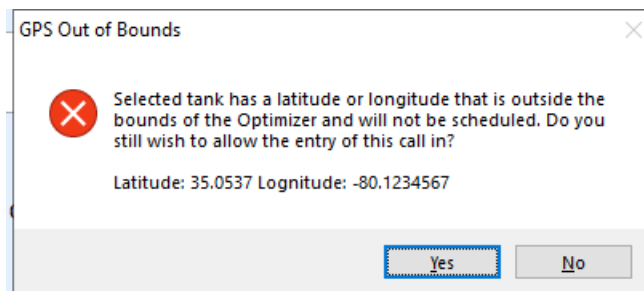 GPS Out of Bounds
Selected tank has a latitude or longitude that is outside the
bounds of the Optimizer and will not be scheduled. Do you
still wish to allow the entry of this call in?
Latitude: 35.0537 Lognitude: -80.1234567
Yes
No